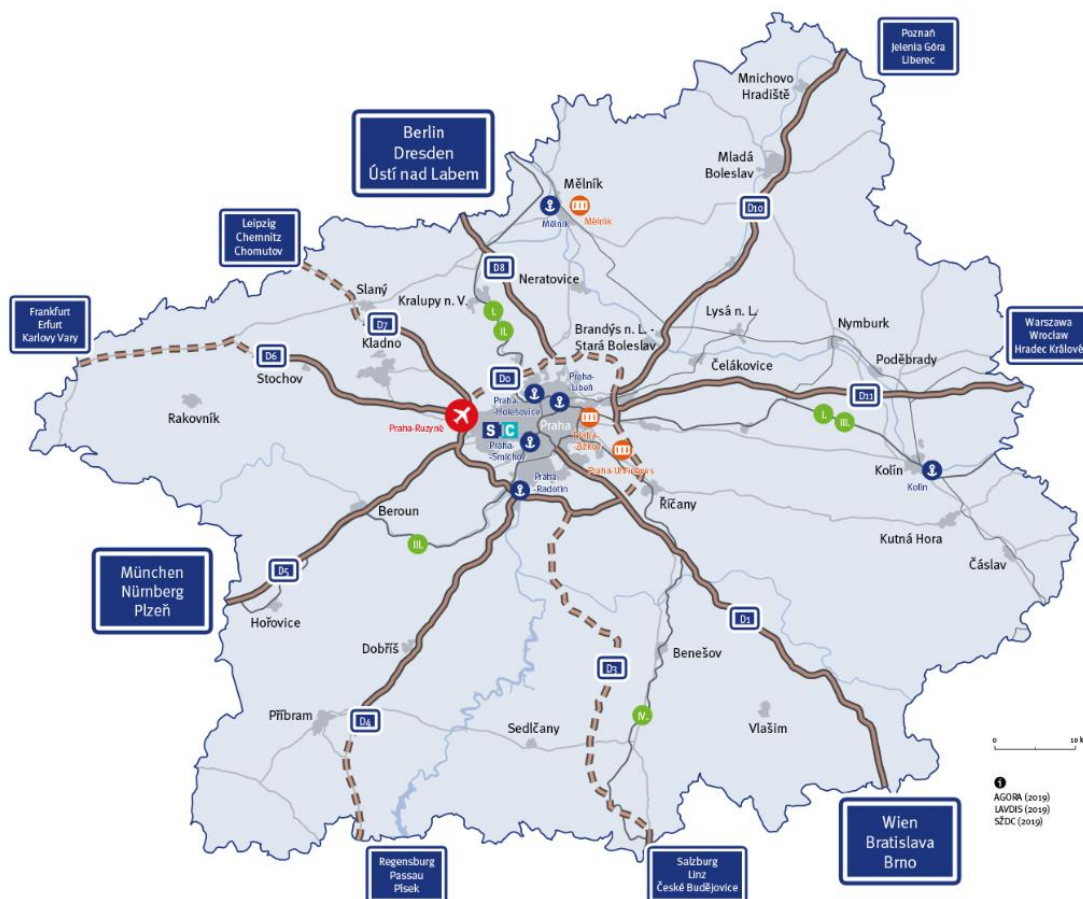 Poznaň
Jelenia Góra
Liberec
Mnichovo
Hradiště
Berlin
Dresden
Ústí nad Labem
Mladá
Boleslav
Mělník
Mělník
Mělník
D10
Leipzig
Chemnitz
Chomutov
D8
Neratovice
Slaný
Kralupy n. V.
I.
II.
Frankfurt
Erfurt
Karlovy Vary
D7
Kladno
Brandýs n. L. -
Stará Boleslav
Lysá n. L.
Nymburk
Warszawa
Wrocław
Hradec Králové
D6
Stochov
D0
Čelákovice
Poděbrady
D11
Rakovník
Praha-
-Holešovice
Praha-
Libeň
I.
III.
Praha-Ruzyně
S
C
Praha
Praha-
-Smíchov
Praha-
Žižkov
Praha-Uhříněves
Kolín
Kolín
Praha
-Radotín
Říčany
Beroun
III.
Kutná Hora
Čáslav
München
Nürnberg
Plzeň
D5
Hořovice
D1
Dobříš
Benešov
D3
Příbram
D4
Sedlčany
IV.
Vlašim
0
10 k
AGORA (2019)
LAVDIS (2019)
SŽDC (2019)
Wien
Bratislava
Brno
Regensburg
Passau
Písek
Salzburg
Linz
České Budějovice